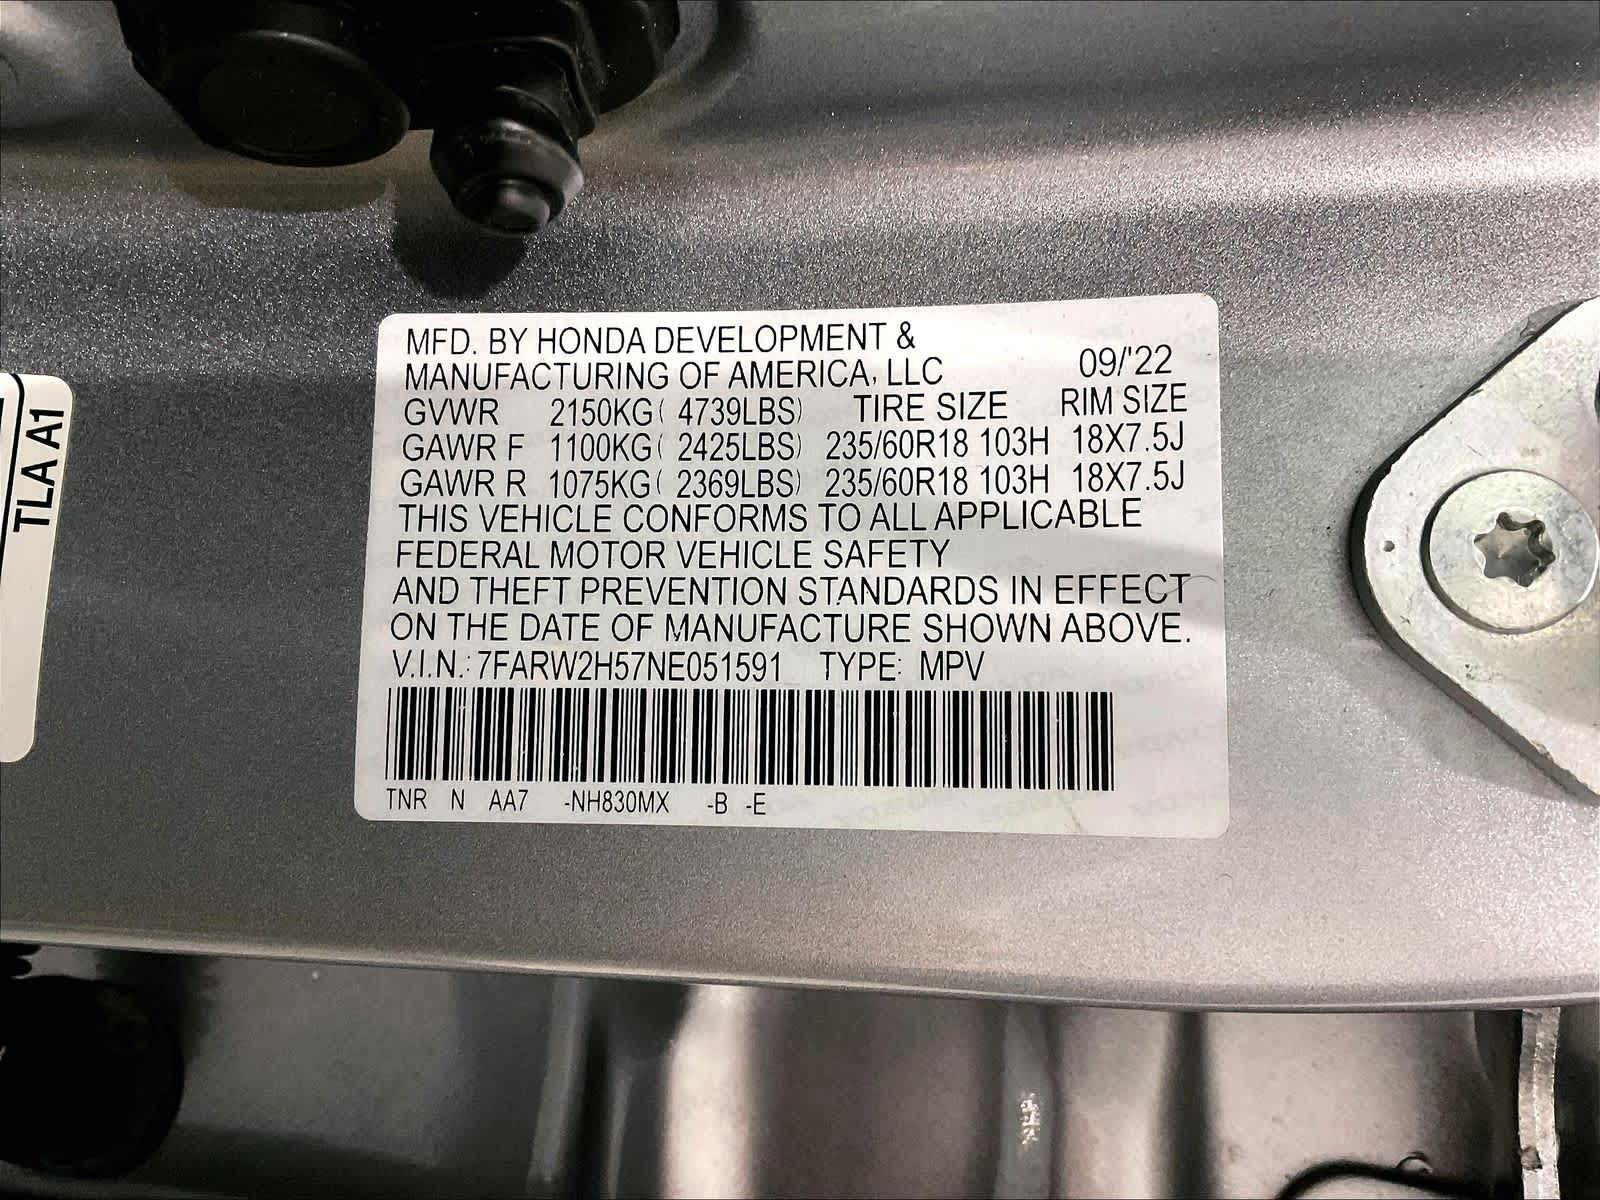 MFD. BY HONDA DEVELOPMENT &
MANUFACTURING OF AMERICA, LLC 09/'22
GVWR 2150KG( 4739LBS) TIRE SIZE RIM SIZE
GAWR F 1100KG( 2425LBS) 235/60R18 103H 18X7.5J
GAWR R 1075KG( 2369LBS) 235/60R18 103H 18X7.5J
THIS VEHICLE CONFORMS TO ALL APPLICABLE
FEDERAL MOTOR VEHICLE SAFETY
AND THEFT PREVENTION STANDARDS IN EFFECT
ON THE DATE OF MANUFACTURE SHOWN ABOVE.
V.I.N.: 7FARW2H57NE051591 TYPE: MPV
TNR N AA7 -NH830MX -B -E
TLA A1